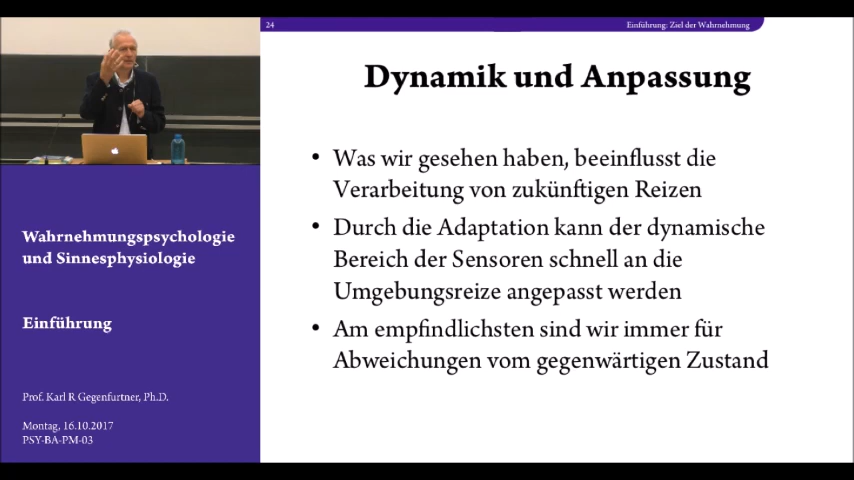 24
Einführung: Ziel der Wahrnehmung
Dynamik und Anpassung
• Was wir gesehen haben, beeinflusst die
Verarbeitung von zukünftigen Reizen
• Durch die Adaptation kann der dynamische
Bereich der Sensoren schnell an die
Umgebungsreize angepasst werden
• Am empfindlichsten sind wir immer für
Abweichungen vom gegenwärtigen Zustand
Wahrnehmungspsychologie
und Sinnesphysiologie
Einführung
Prof. Karl R Gegenfurtner, Ph.D.
Montag, 16.10.2017
PSY-BA-PM-03